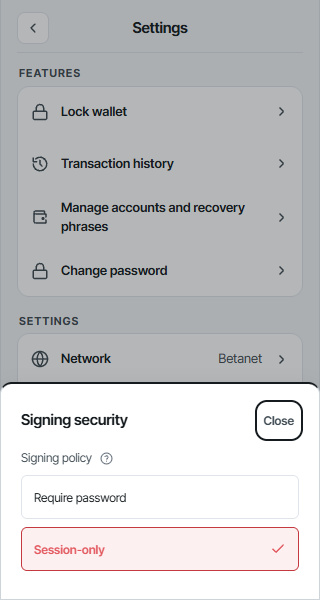 Settings
FEATURES
Lock wallet
Transaction history
Manage accounts and recovery
phrases
Change password
SETTINGS
Network Betanet
Signing security
Close
Signing policy
Require password
Session-only